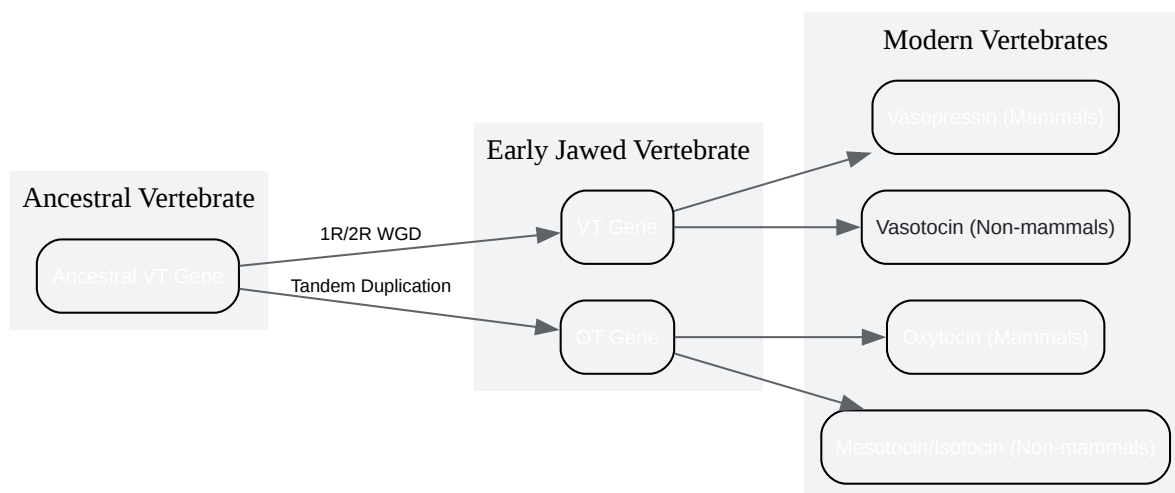 Ancestral Vertebrate
Ancestral VT Gene
1R/2R WGD
Tandem Duplication
Early Jawed Vertebrate
VT Gene
OT Gene
Modern Vertebrates
Vasopressin (Mammals)
Vasotocin (Non-mammals)
Oxytocin (Mammals)
Mesotocin/Isotocin (Non-mammals)